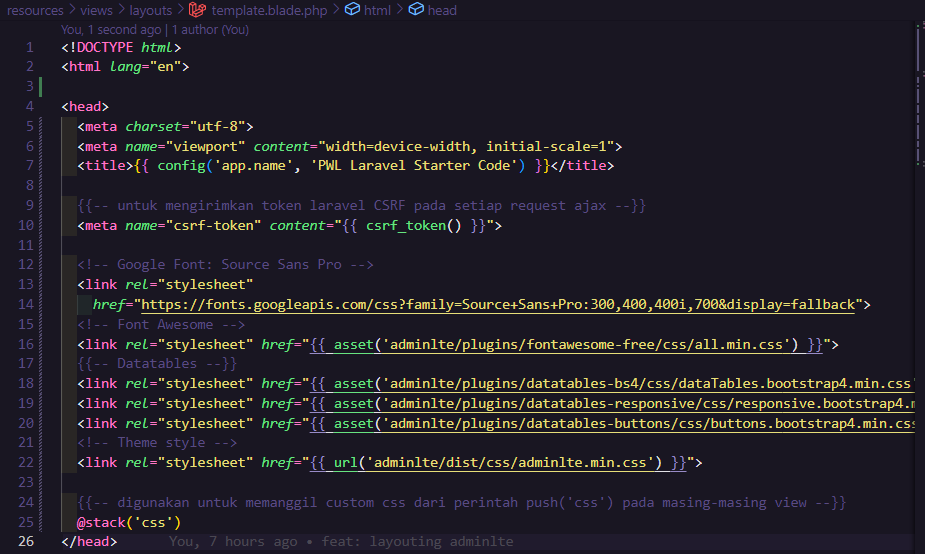 resources > views > layouts > template.blade.php > html > head
You, 1 second ago | 1 author (You)
1 <!DOCTYPE html>
2 <html lang="en">
3
4 <head>
5 <meta charset="utf-8">
6 <meta name="viewport" content="width=device-width, initial-scale=1">
7 <title>{{ config('app.name', 'PWL Laravel Starter Code') }}</title>
8
9 {{-- untuk mengirimkan token laravel CSRF pada setiap request ajax --}}
10 <meta name="csrf-token" content="{{ csrf_token() }}">
11
12 <!-- Google Font: Source Sans Pro -->
13 <link rel="stylesheet"
14 href="https://fonts.googleapis.com/css?family=Source+Sans+Pro:300,400,400i,700&display=fallback">
15 <!-- Font Awesome -->
16 <link rel="stylesheet" href="{{ asset('adminlte/plugins/fontawesome-free/css/all.min.css') }}">
17 {{-- Datatables --}}
18 <link rel="stylesheet" href="{{ asset('adminlte/plugins/datatables-bs4/css/dataTables.bootstrap4.min.css'
19 <link rel="stylesheet" href="{{ asset('adminlte/plugins/datatables-responsive/css/responsive.bootstrap4.m
20 <link rel="stylesheet" href="{{ asset('adminlte/plugins/datatables-buttons/css/buttons.bootstrap4.min.css
21 <!-- Theme style -->
22 <link rel="stylesheet" href="{{ url('adminlte/dist/css/adminlte.min.css') }}">
23
24 {{-- digunakan untuk memanggil custom css dari perintah push('css') pada masing-masing view --}}
25 @stack('css')
26 </head> You, 7 hours ago • feat: layouting adminlte